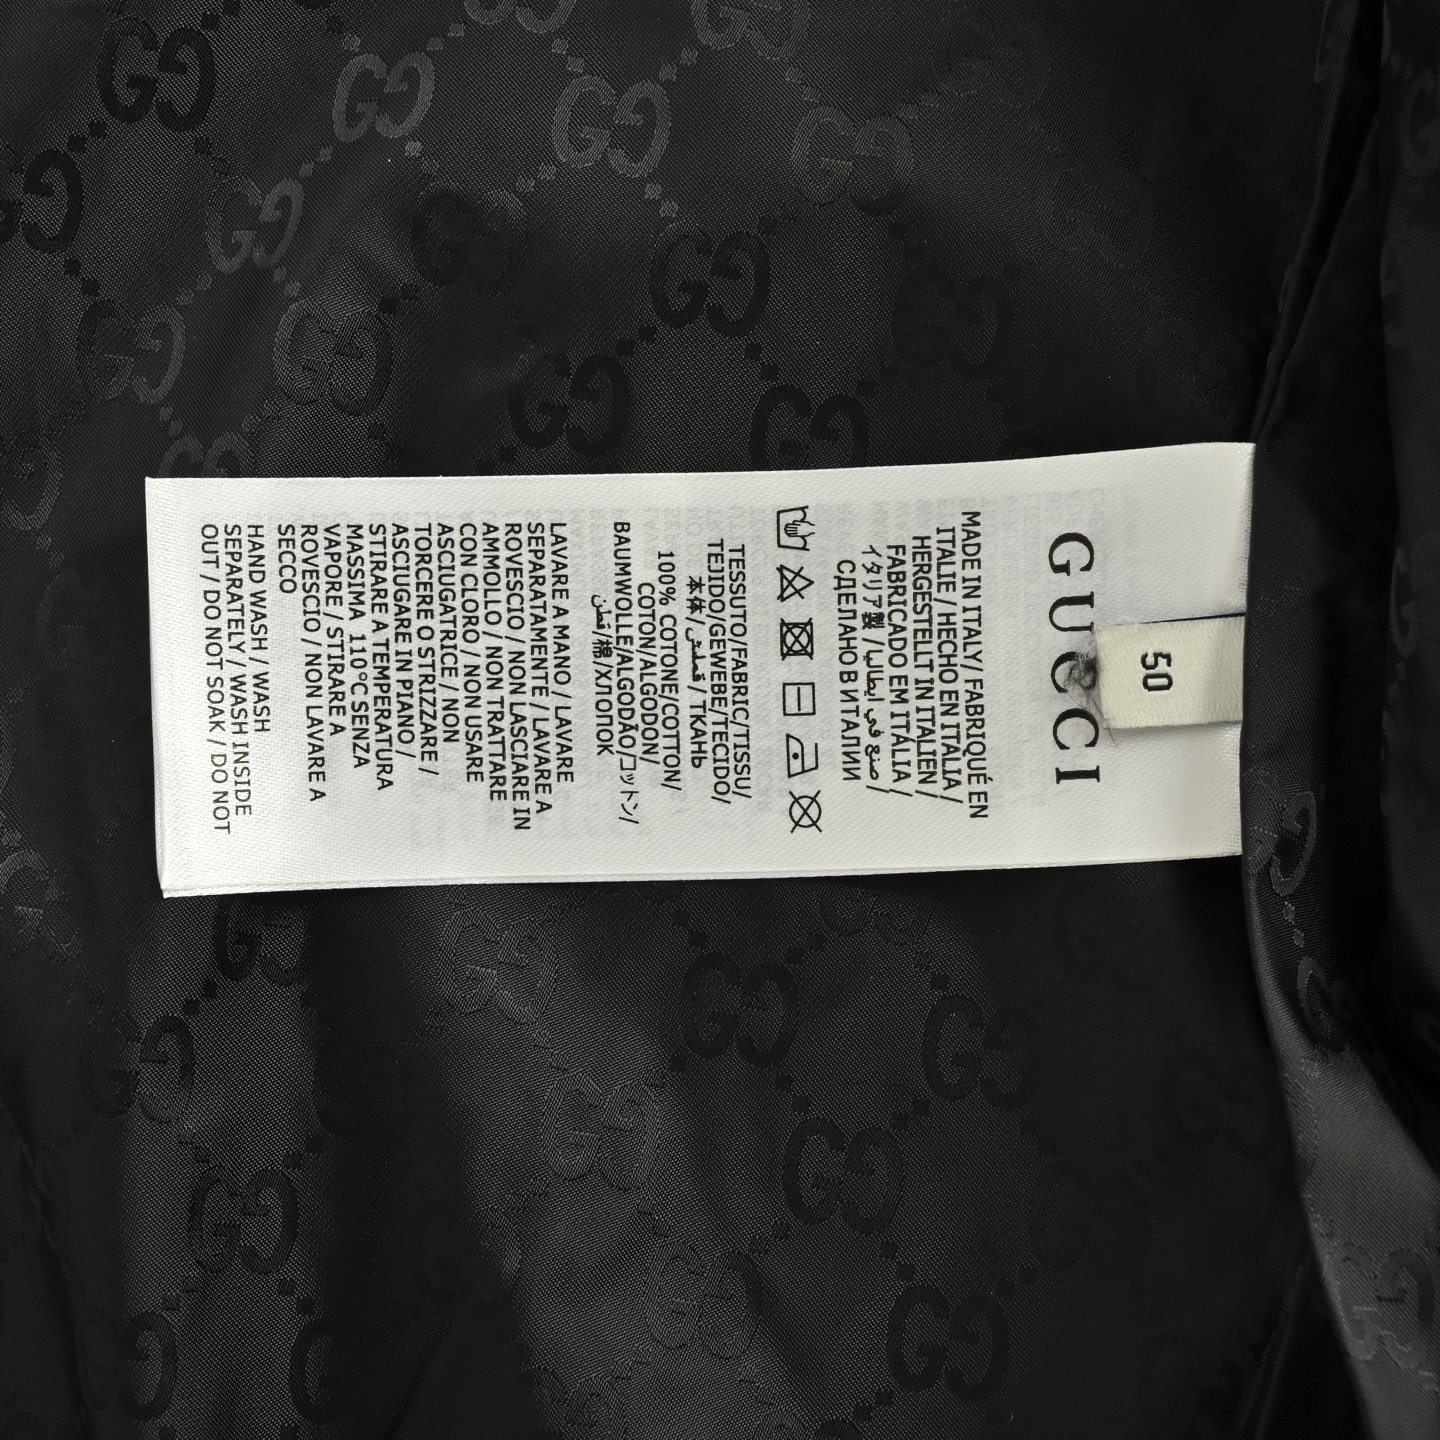 GUCCI
50
MADE IN ITALY/ FABRIQUÉ EN
ITALIE / HECHO EN ITALIA /
HERGESTELLT IN ITALIEN /
FABRICADO EM ITÁLIA /
イタリア製 / صنع في ايطاليا /
СДЕЛАНО В ИТАЛИИ
TESSUTO/FABRIC/TISSU/
TEJIDO/GEWEBE/TECIDO/
本体/ قميش / ТКАНЬ
100% COTONE/COTTON/
COTON/ALGODON/
BAUMWOLLE/ALGODÃO/コットン/
قطن/棉/ХЛОПОК
LAVARE A MANO / LAVARE
SEPARATAMENTE / LAVARE A
ROVESCIO / NON LASCIARE IN
AMMOLLO / NON TRATTARE
CON CLORO / NON USARE
ASCIUGATRICE / NON
TORCERE O STRIZZARE /
ASCIUGARE IN PIANO /
STIRARE A TEMPERATURA
MASSIMA 110°C SENZA
VAPORE / STIRARE A
ROVESCIO / NON LAVARE A
SECCO
HAND WASH / WASH
SEPARATELY / WASH INSIDE
OUT / DO NOT SOAK / DO NOT